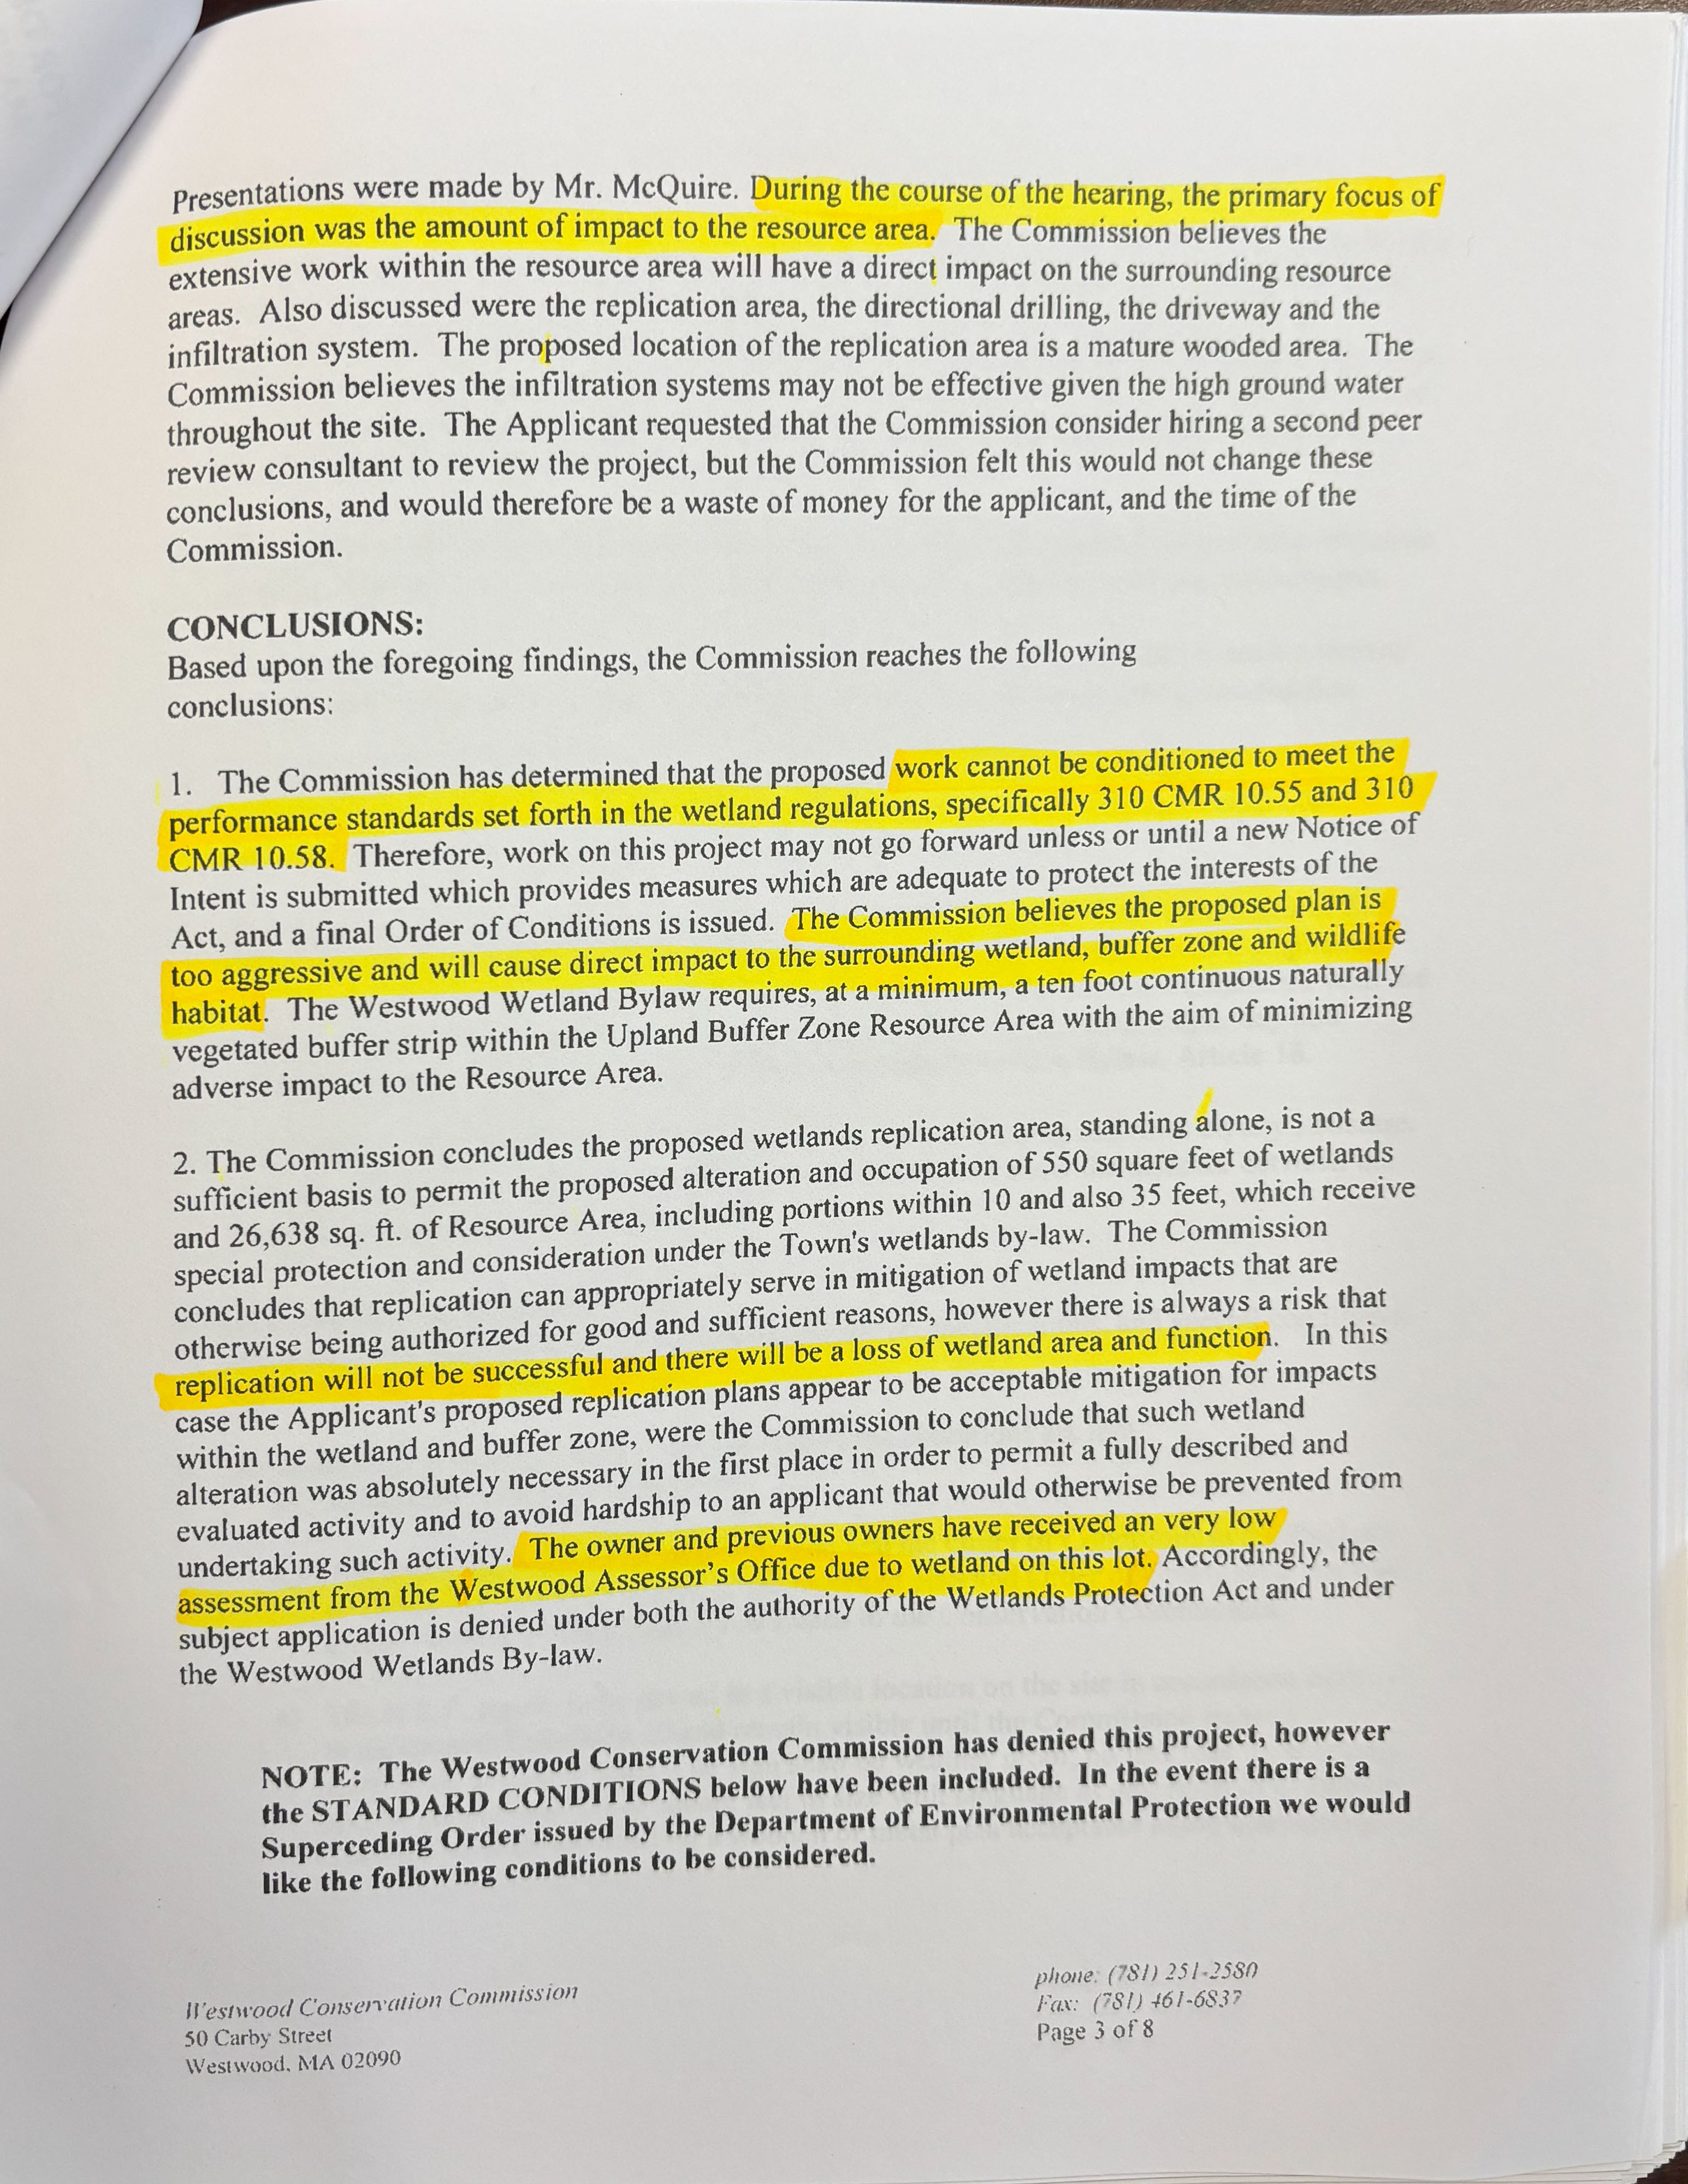 Presentations were made by Mr. McQuire. During the course of the hearing, the primary focus of
discussion was the amount of impact to the resource area. The Commission believes the
extensive work within the resource area will have a direct impact on the surrounding resource
areas. Also discussed were the replication area, the directional drilling, the driveway and the
infiltration system. The proposed location of the replication area is a mature wooded area. The
Commission believes the infiltration systems may not be effective given the high ground water
throughout the site. The Applicant requested that the Commission consider hiring a second peer
review consultant to review the project, but the Commission felt this would not change these
conclusions, and would therefore be a waste of money for the applicant, and the time of the
Commission.
CONCLUSIONS:
Based upon the foregoing findings, the Commission reaches the following
conclusions:
1. The Commission has determined that the proposed work cannot be conditioned to meet the
performance standards set forth in the wetland regulations, specifically 310 CMR 10.55 and 310
CMR 10.58. Therefore, work on this project may not go forward unless or until a new Notice of
Intent is submitted which provides measures which are adequate to protect the interests of the
Act, and a final Order of Conditions is issued. The Commission believes the proposed plan is
too aggressive and will cause direct impact to the surrounding wetland, buffer zone and wildlife
habitat. The Westwood Wetland Bylaw requires, at a minimum, a ten foot continuous naturally
vegetated buffer strip within the Upland Buffer Zone Resource Area with the aim of minimizing
adverse impact to the Resource Area.
2. The Commission concludes the proposed wetlands replication area, standing alone, is not a
sufficient basis to permit the proposed alteration and occupation of 550 square feet of wetlands
and 26,638 sq. ft. of Resource Area, including portions within 10 and also 35 feet, which receive
special protection and consideration under the Town's wetlands by-law. The Commission
concludes that replication can appropriately serve in mitigation of wetland impacts that are
otherwise being authorized for good and sufficient reasons, however there is always a risk that
replication will not be successful and there will be a loss of wetland area and function. In this
case the Applicant's proposed replication plans appear to be acceptable mitigation for impacts
within the wetland and buffer zone, were the Commission to conclude that such wetland
alteration was absolutely necessary in the first place in order to permit a fully described and
evaluated activity and to avoid hardship to an applicant that would otherwise be prevented from
undertaking such activity. The owner and previous owners have received an very low
assessment from the Westwood Assessor's Office due to wetland on this lot. Accordingly, the
subject application is denied under both the authority of the Wetlands Protection Act and under
the Westwood Wetlands By-law.
NOTE: The Westwood Conservation Commission has denied this project, however
the STANDARD CONDITIONS below have been included. In the event there is a
Superceding Order issued by the Department of Environmental Protection we would
like the following conditions to be considered.
Westwood Conservation Commission
50 Carby Street
Westwood, MA 02090
phone: (781) 251-2580
Fax: (781) 461-6837
Page 3 of 8